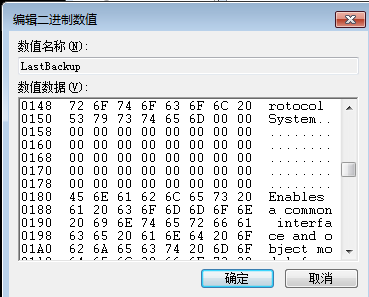 编辑二进制数值
数值名称(N):
LastBackup
数值数据(V):
0148 72 6F 74 6F 63 6F 6C 20 rotocol
0150 53 79 73 74 65 6D 00 00 System..
0158 00 00 00 00 00 00 00 00 ........
0160 00 00 00 00 00 00 00 00 ........
0168 00 00 00 00 00 00 00 00 ........
0170 00 00 00 00 00 00 00 00 ........
0178 00 00 00 00 00 00 00 00 ........
0180 45 6E 61 62 6C 65 73 20 Enables
0188 61 20 63 6F 6D 6D 6F 6E a common
0190 20 69 6E 74 65 72 66 61 interfa
0198 63 65 20 61 6E 64 20 6F ce and o
01A0 62 6A 65 63 74 20 6D 6F bject mo
确定
取消